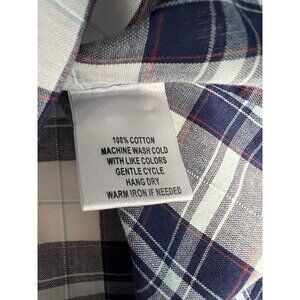 100% COTTON
MACHINE WASH COLD
WITH LIKE COLORS
GENTLE CYCLE
HANG DRY
WARM IRON IF NEEDED